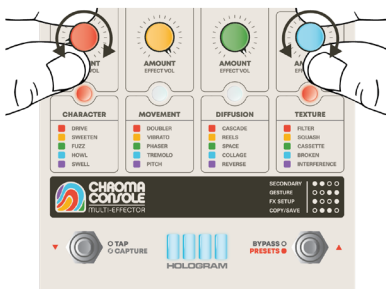 AMOUNT
EFFECT VOL
AMOUNT
EFFECT VOL
CHARACTER
DRIVE
SWEETEN
FUZZ
HOWL
SWELL
MOVEMENT
DOUBLER
VIBRATO
PHASER
TREMOLO
PITCH
DIFFUSION
CASCADE
REELS
SPACE
COLLAGE
REVERSE
TEXTURE
FILTER
SQUASH
CASSETTE
BROKEN
INTERFERENCE
CHROMA
CONSOLE
MULTI-EFFECTOR
SECONDARY
GESTURE
FX SETUP
COPY/SAVE
TAP
CAPTURE
HOLOGRAM
BYPASS
PRESETS